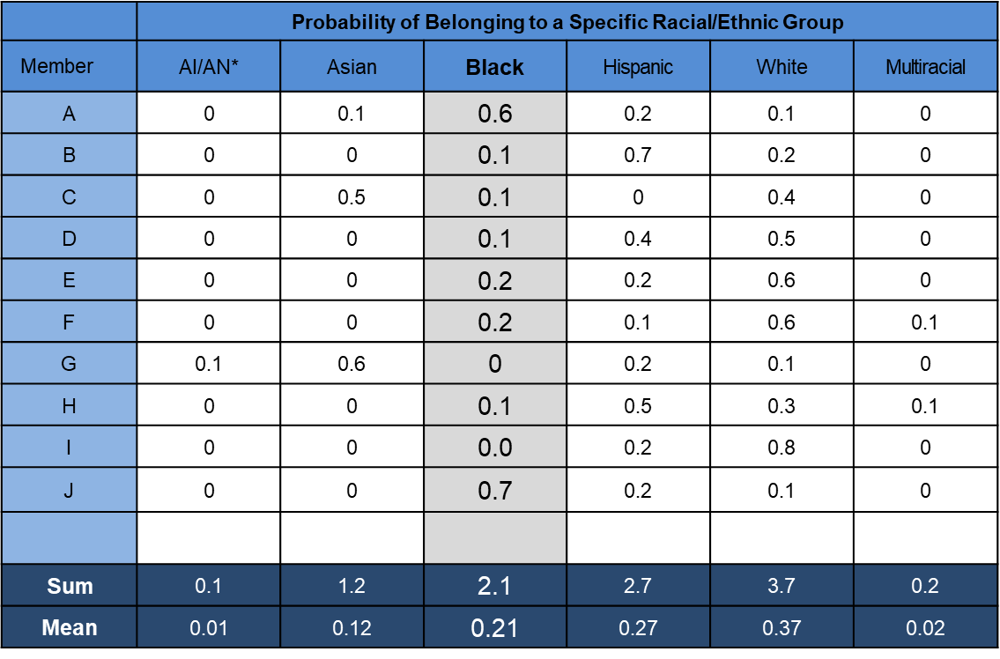 Probability of Belonging to a Specific Racial/Ethnic Group
Member AI/AN* Asian Black Hispanic White Multiracial
A 0 0.1 0.6 0.2 0.1 0
B 0 0 0.1 0.7 0.2 0
C 0 0.5 0.1 0 0.4 0
D 0 0 0.1 0.4 0.5 0
E 0 0 0.2 0.2 0.6 0
F 0 0 0.2 0.1 0.6 0.1
G 0.1 0.6 0 0.2 0.1 0
H 0 0 0.1 0.5 0.3 0.1
I 0 0 0.0 0.2 0.8 0
J 0 0 0.7 0.2 0.1 0
Sum 0.1 1.2 2.1 2.7 3.7 0.2
Mean 0.01 0.12 0.21 0.27 0.37 0.02